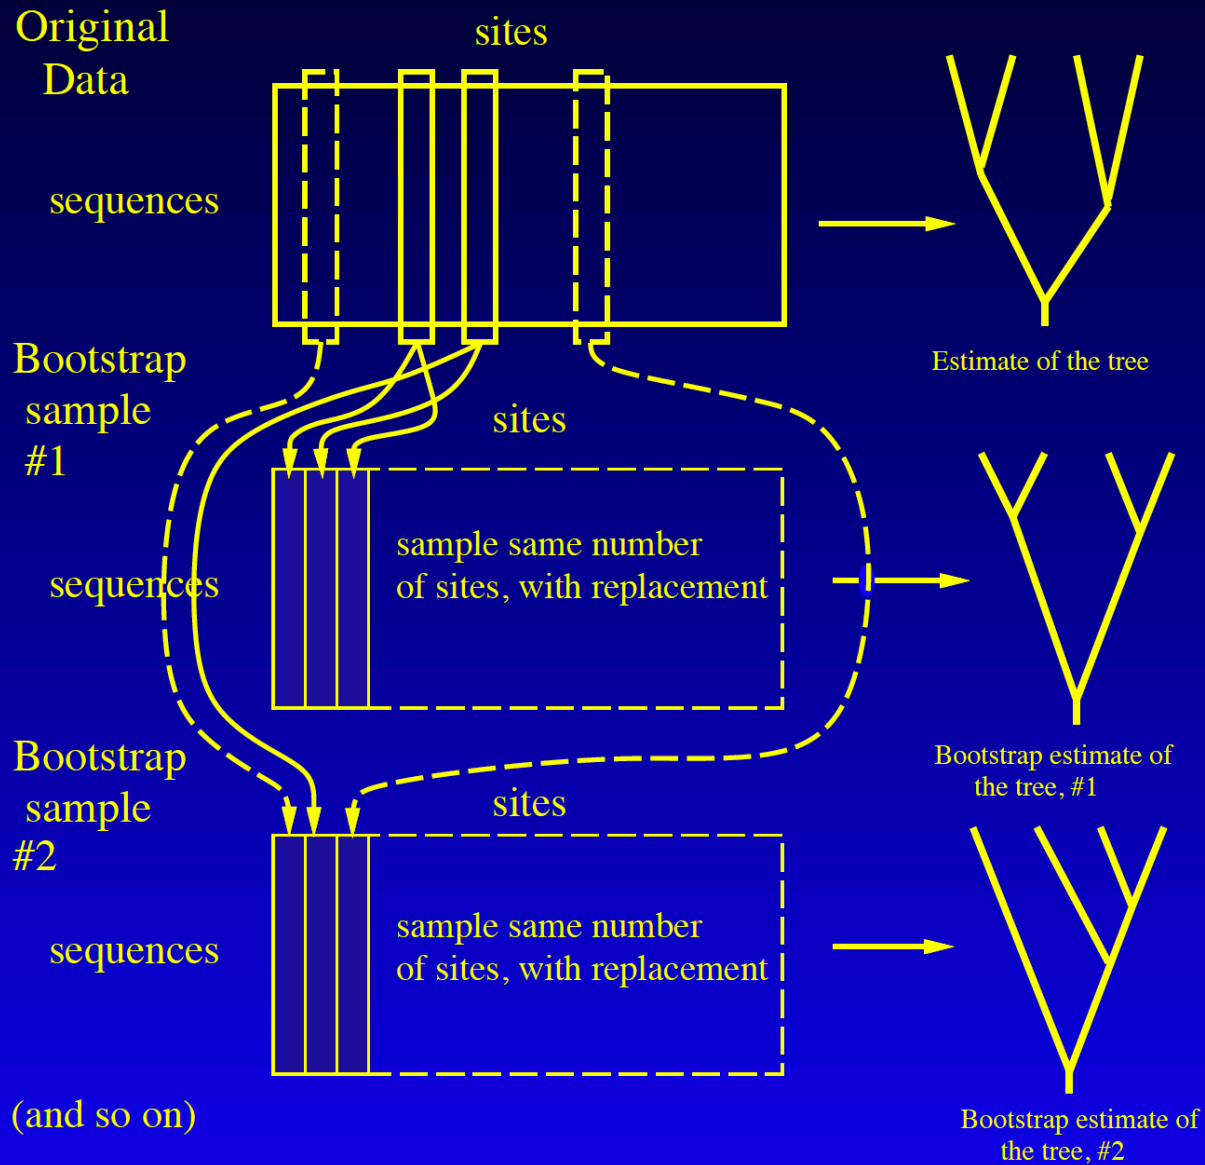 Original
Data
sites
sequences
Estimate of the tree
Bootstrap
sample
#1
sites
sequences
sample same number
of sites, with replacement
Bootstrap estimate of
the tree, #1
Bootstrap
sample
#2
sites
sequences
sample same number
of sites, with replacement
Bootstrap estimate of
the tree, #2
(and so on)